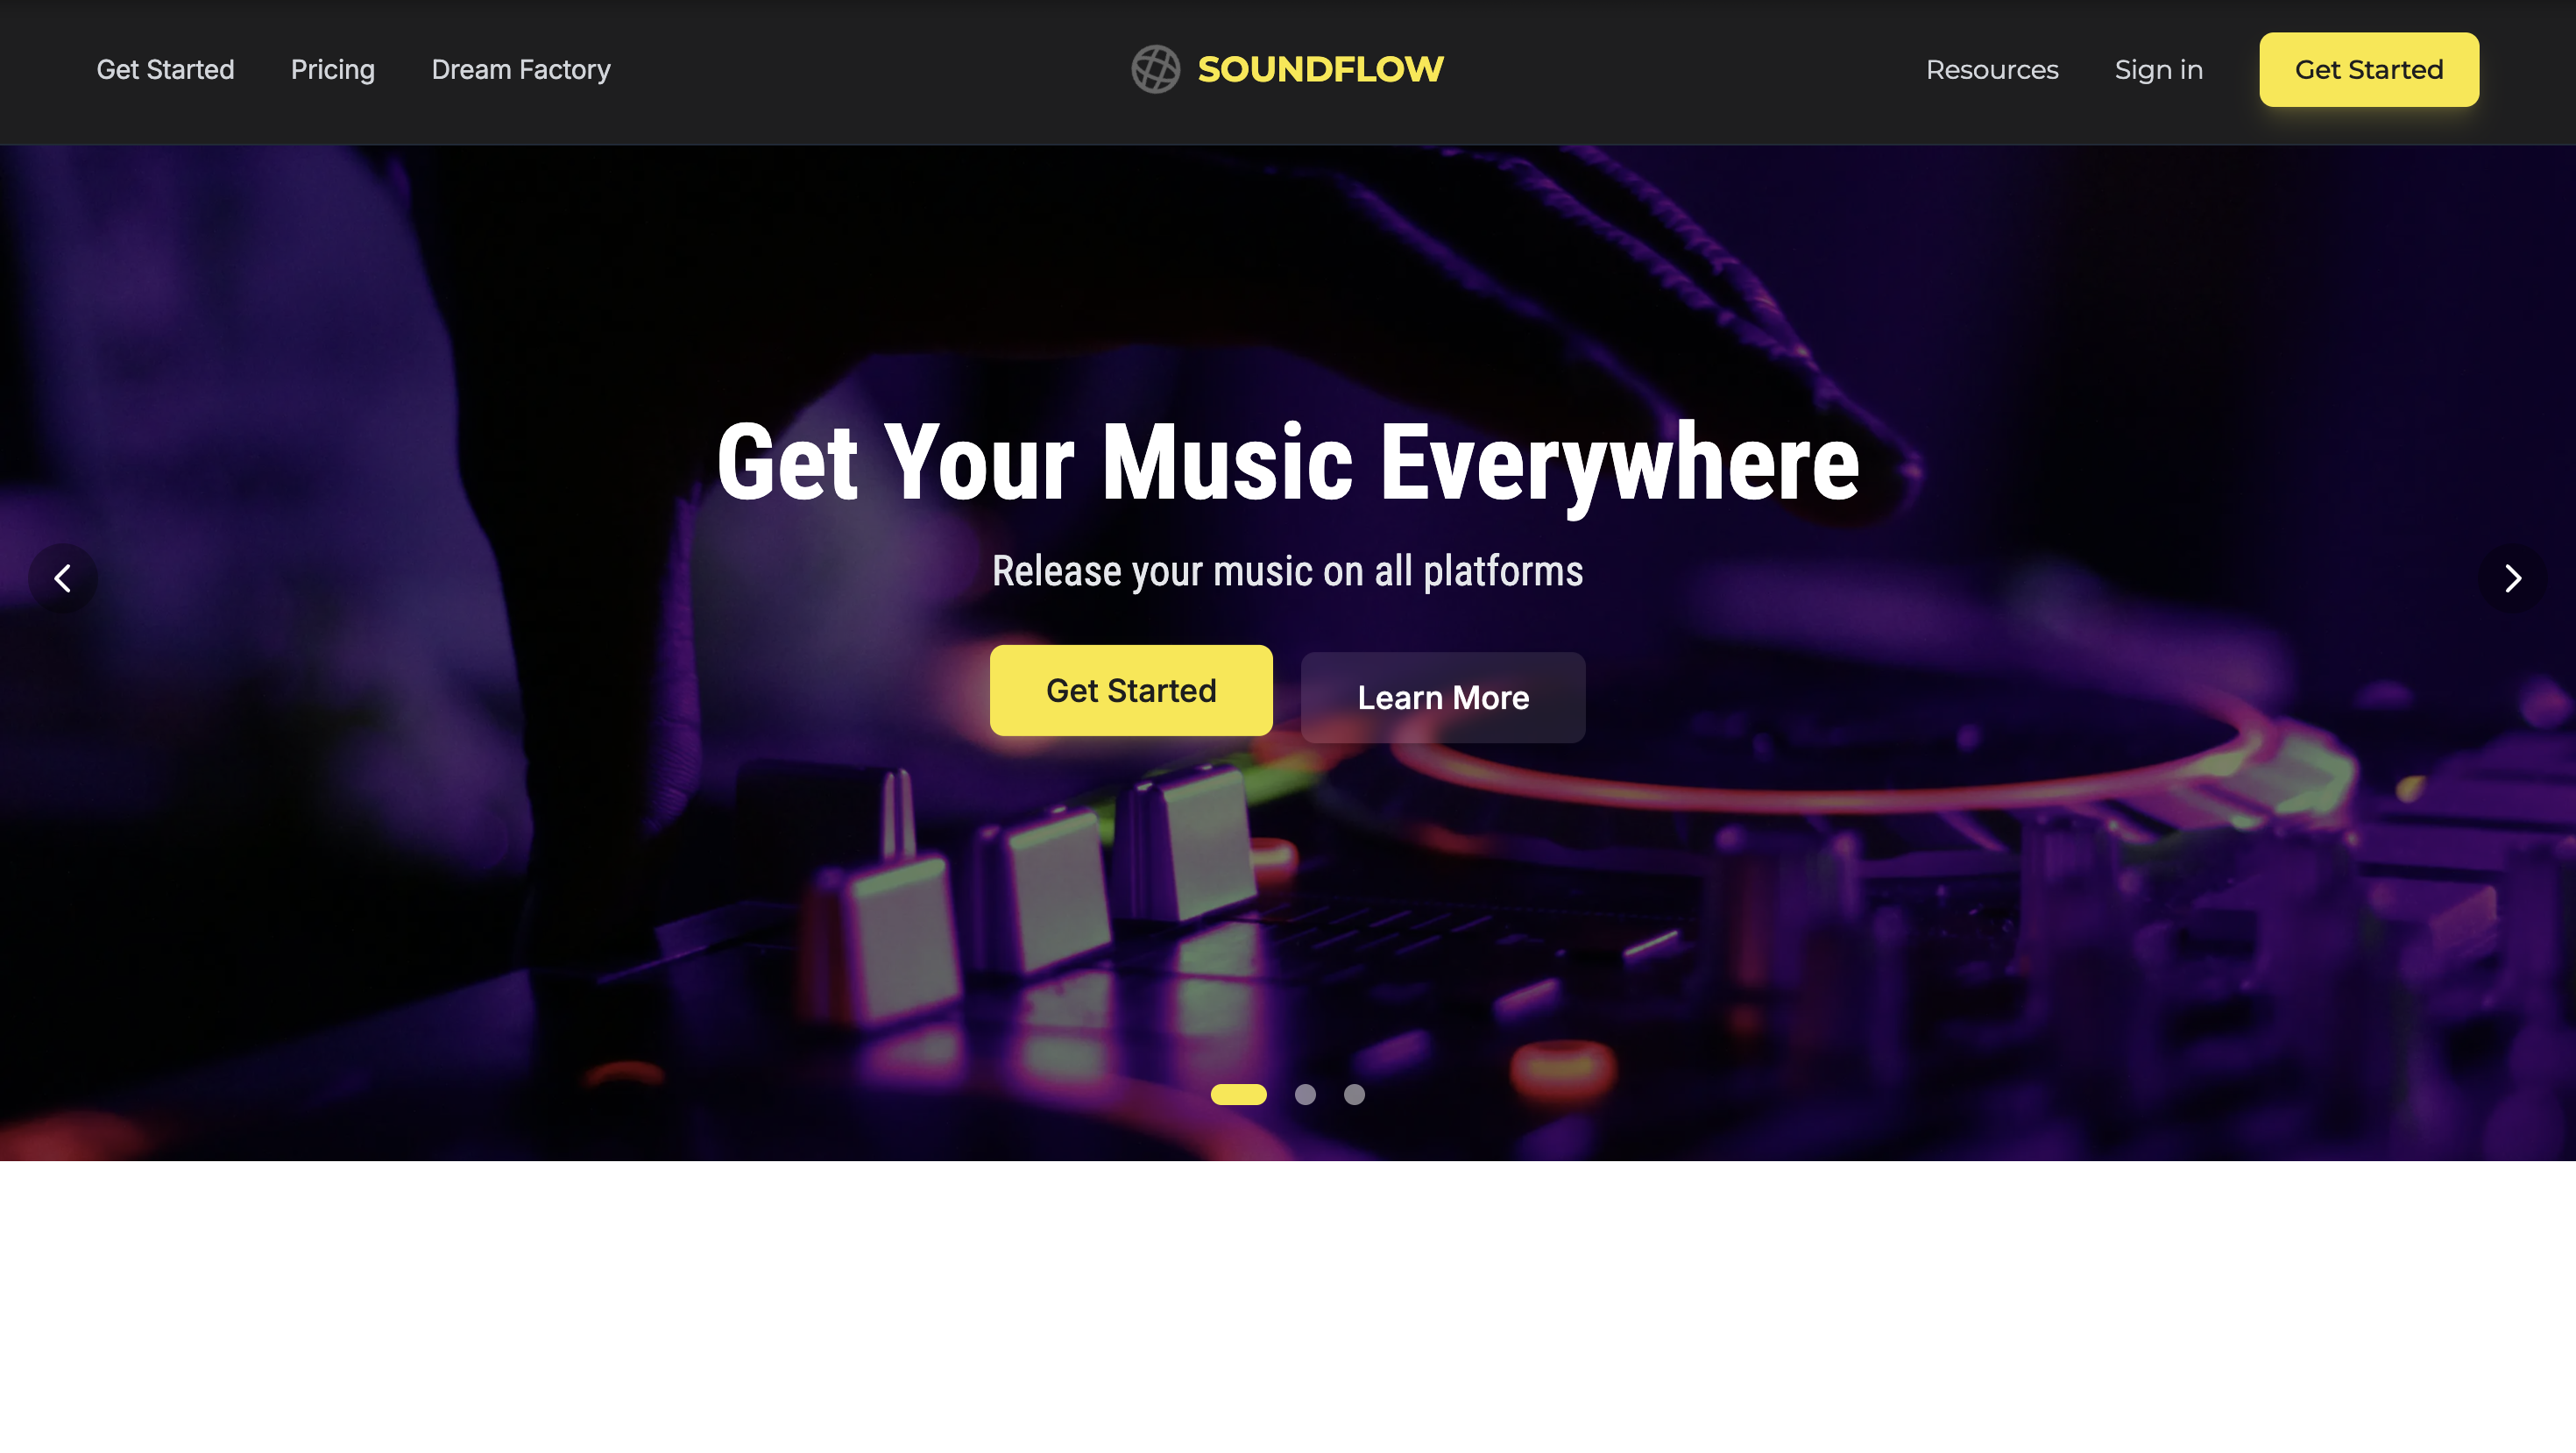 Get Started Pricing Dream Factory SOUNDFLOW Resources Sign in Get Started
Get Your Music Everywhere
Release your music on all platforms
Get Started Learn More